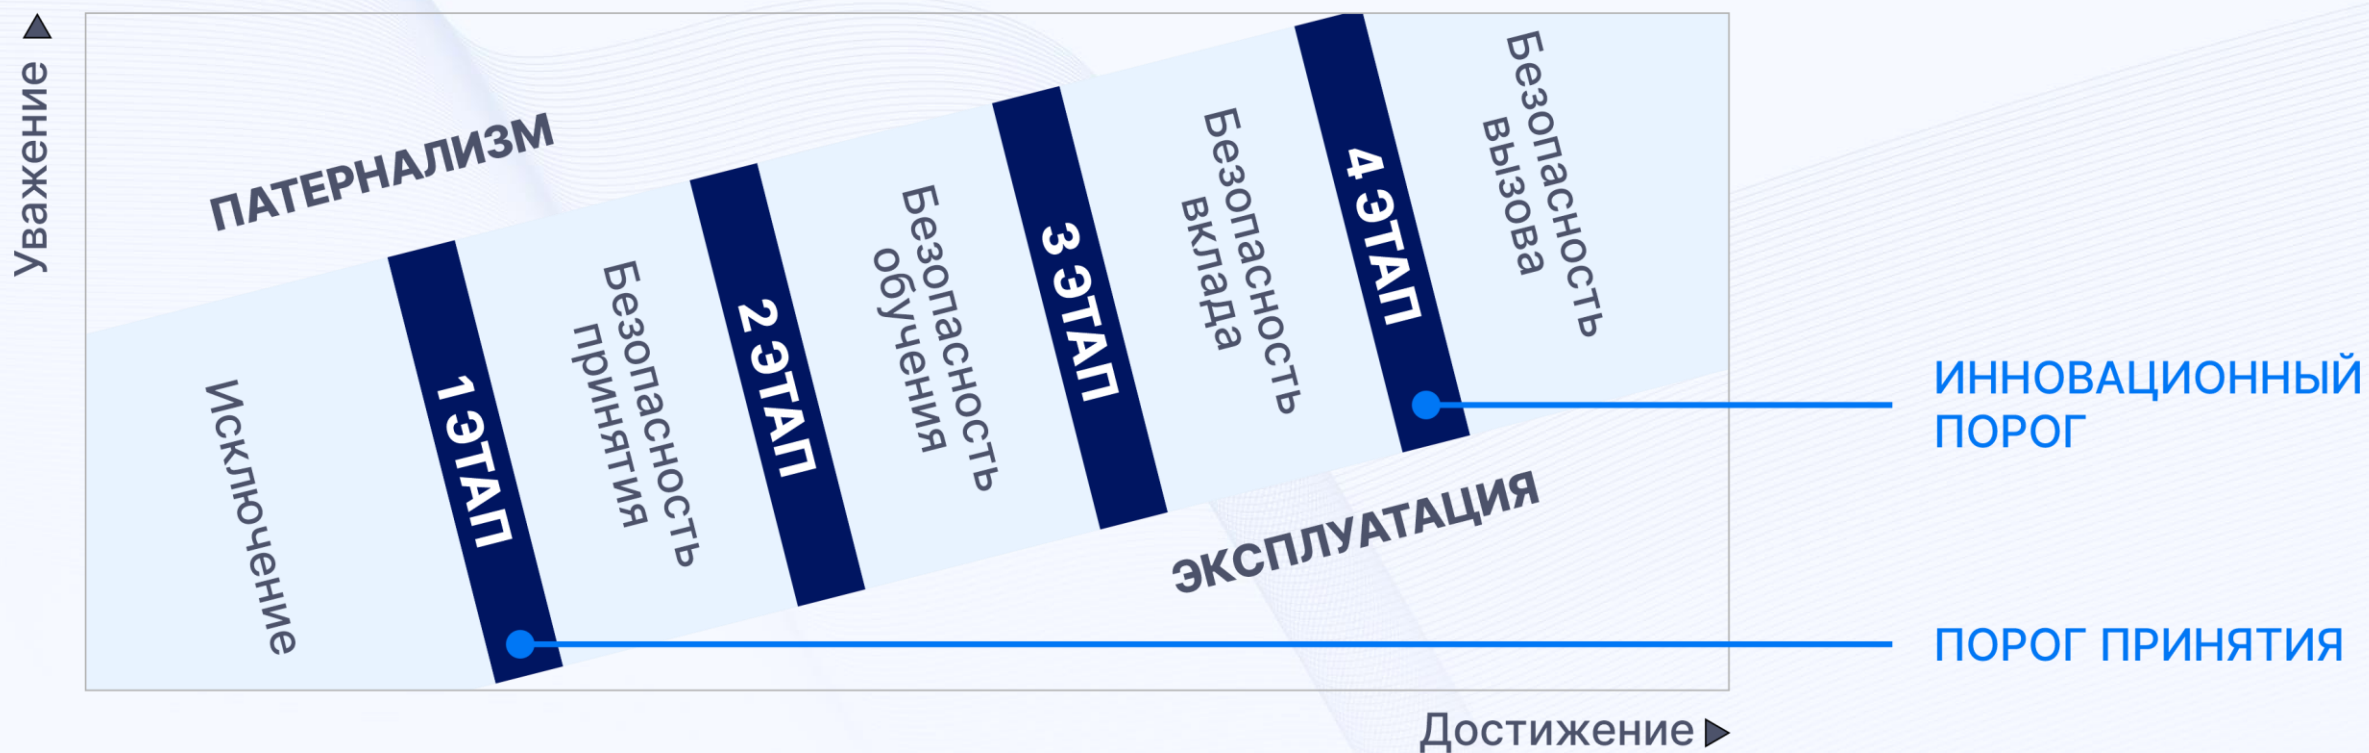 Уважение
ПАТЕРНАЛИЗМ
Исключение
1 ЭТАП
Безопасность
принятия
2 ЭТАП
Безопасность
обучения
3 ЭТАП
Безопасность
вклада
4 ЭТАП
Безопасность
вызова
ЭКСПЛУАТАЦИЯ
ИННОВАЦИОННЫЙ
ПОРОГ
ПОРОГ ПРИНЯТИЯ
Достижение